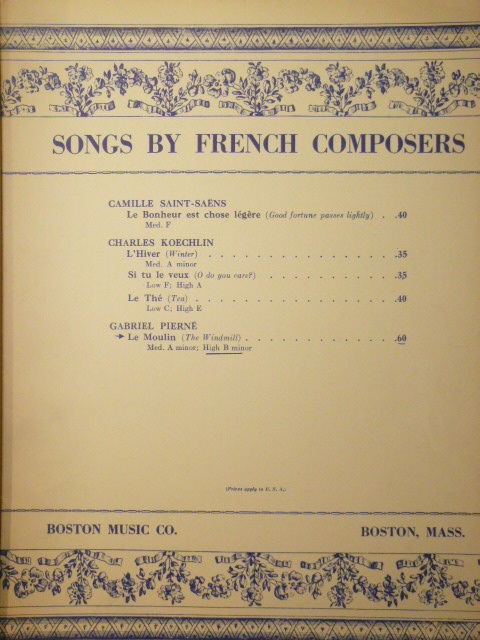 SONGS BY FRENCH COMPOSERS
CAMILLE SAINT-SAËNS
Le Bonheur est chose légère (Good fortune passes lightly) . .40
Med. F
CHARLES KOECHLIN
L'Hiver (Winter) . . . . . . . . . . . . . . . . .35
Med. A minor
Si tu le veux (O do you care?) . . . . . . . . . . . .35
Low F; High A
Le Thé (Tea) . . . . . . . . . . . . . . . . . .40
Low C; High E
GABRIEL PIERNÉ
Le Moulin (The Windmill) . . . . . . . . . . . . . .60
Med. A minor; High B minor
(Prices apply to U. S. A.)
BOSTON MUSIC CO. BOSTON, MASS.